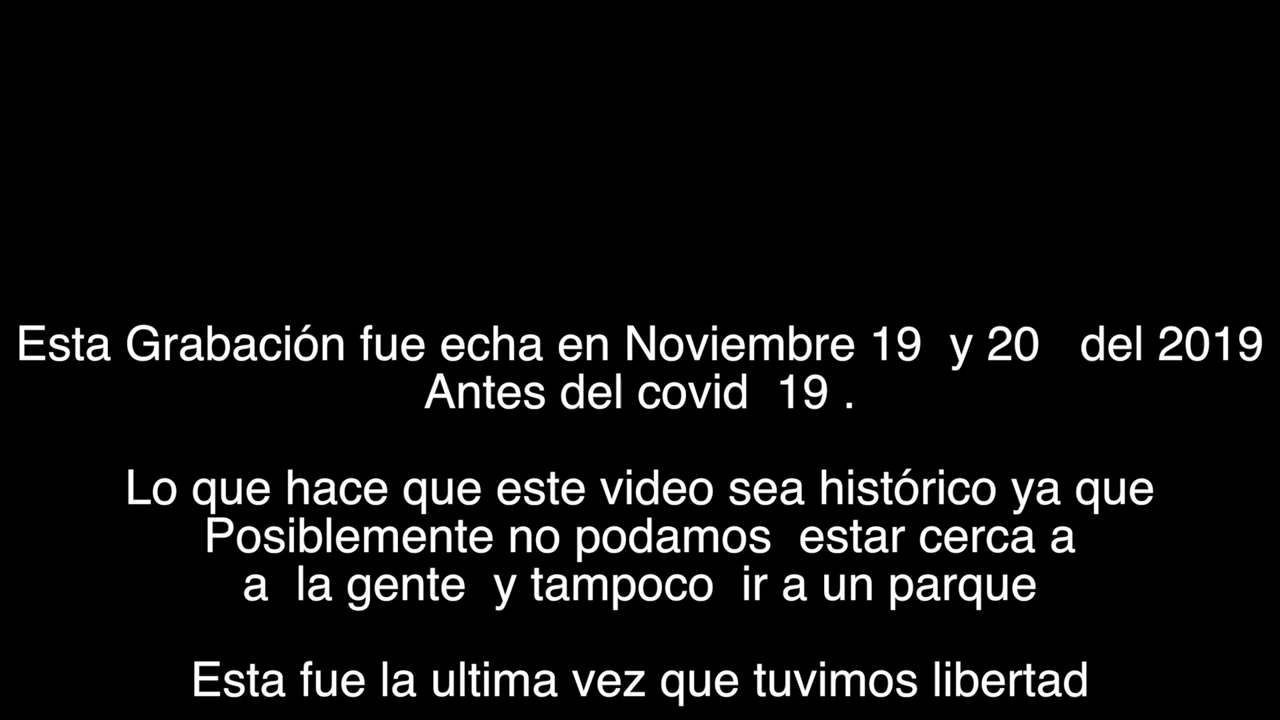 Esta Grabación fue echa en Noviembre 19 y 20 del 2019
Antes del covid 19 .
Lo que hace que este video sea histórico ya que
Posiblemente no podamos estar cerca a
a la gente y tampoco ir a un parque
Esta fue la ultima vez que tuvimos libertad